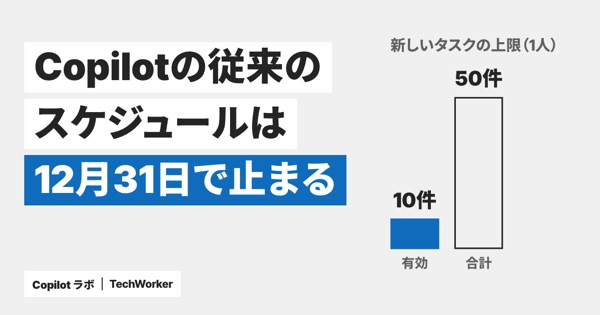 Copilotの従来の
スケジュールは
12月31日で止まる
新しいタスクの上限（1人）
50件
10件
有効
合計
Copilot ラボ | TechWorker